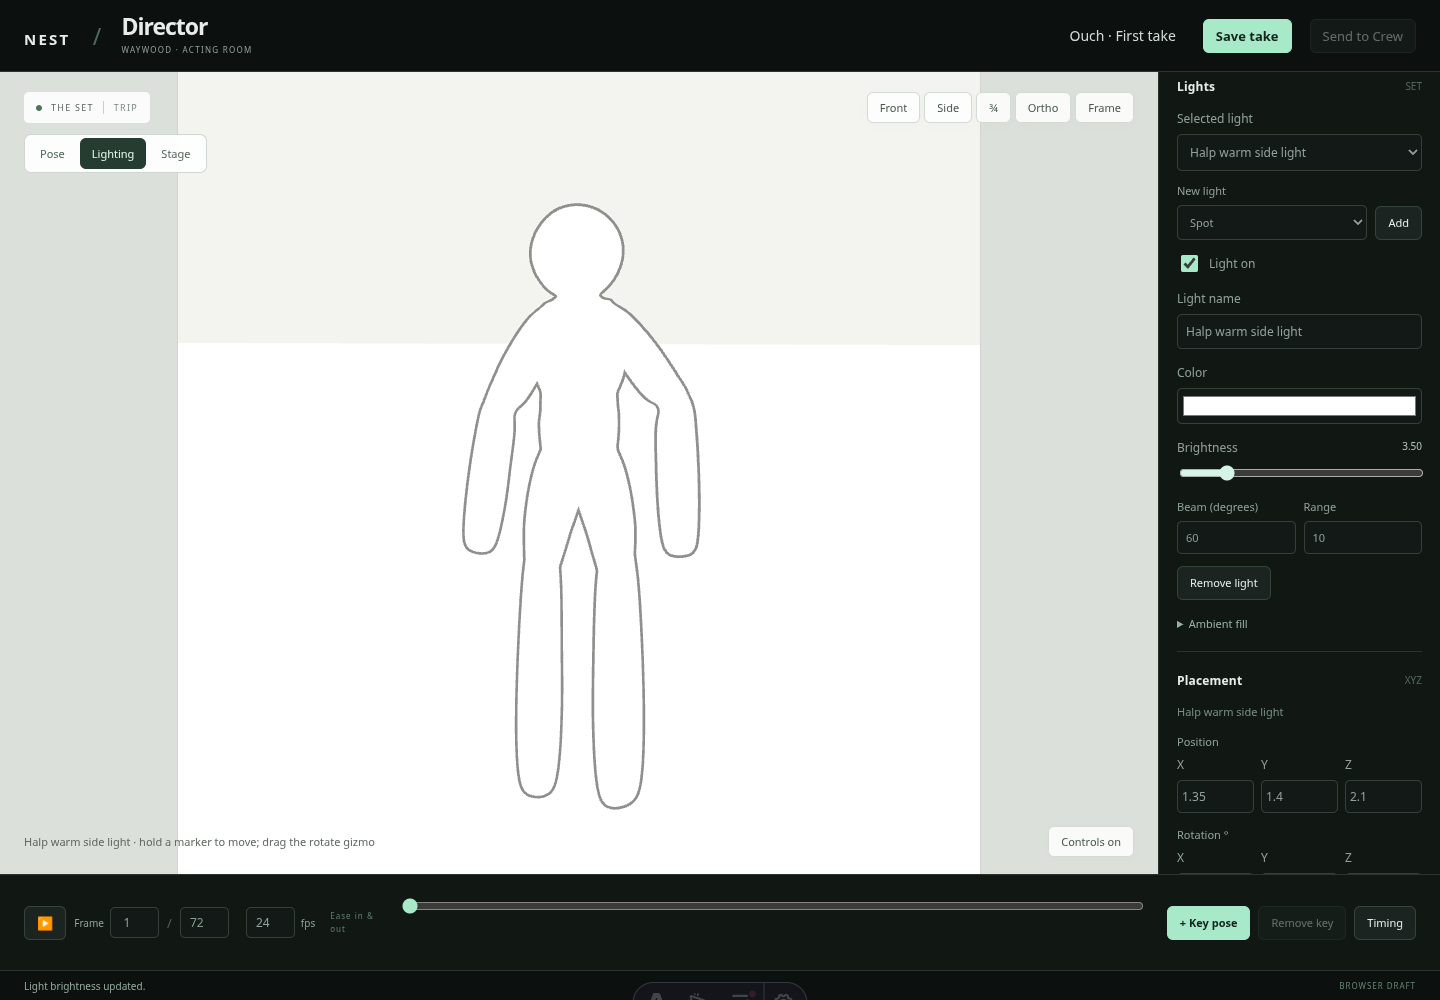 NEST / Director
WAYWOOD · ACTING ROOM
Ouch · First take
Save take
Send to Crew
THE SET | TRIP
Pose
Lighting
Stage
Front
Side
¾
Ortho
Frame
Halp warm side light · hold a marker to move; drag the rotate gizmo
Controls on
Lights
SET
Selected light
Halp warm side light
New light
Spot
Add
Light on
Light name
Halp warm side light
Color
Brightness
3.50
Beam (degrees)
Range
60
10
Remove light
Ambient fill
Placement
XYZ
Halp warm side light
Position
X Y Z
1.35 1.4 2.1
Rotation °
X Y Z
Frame 1 / 72 24 fps
Ease in &
out
+ Key pose
Remove key
Timing
Light brightness updated.
BROWSER DRAFT